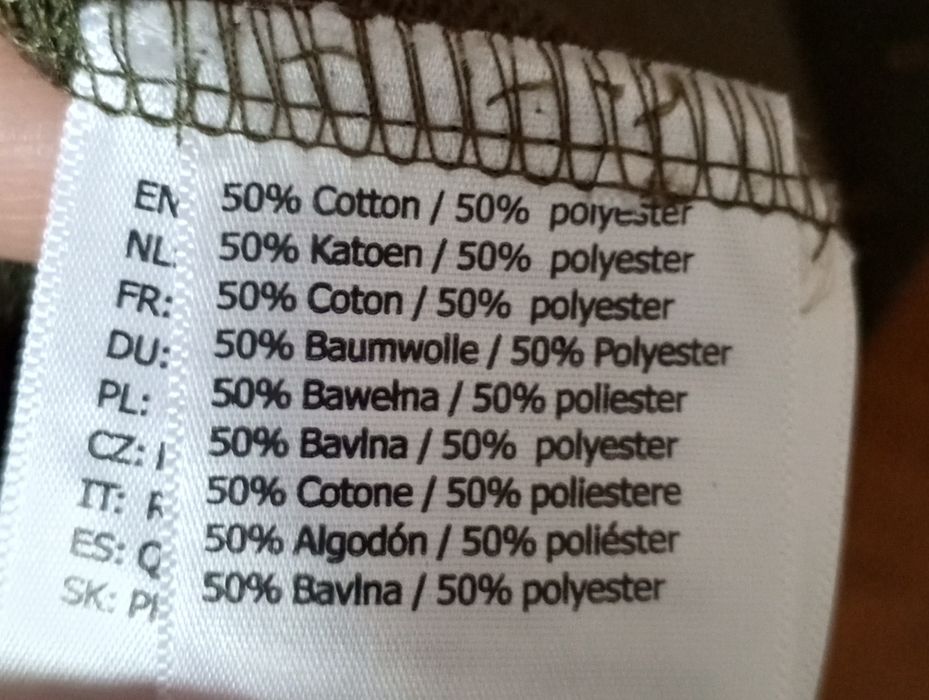 EN 50% Cotton / 50% polyester
NL: 50% Katoen / 50% polyester
FR: 50% Coton / 50% polyester
DU: 50% Baumwolle / 50% Polyester
PL: 50% Bawełna / 50% poliester
CZ: 50% Bavlna / 50% polyester
IT: 50% Cotone / 50% poliestere
ES: 50% Algodón / 50% poliéster
SK: 50% Bavlna / 50% polyester